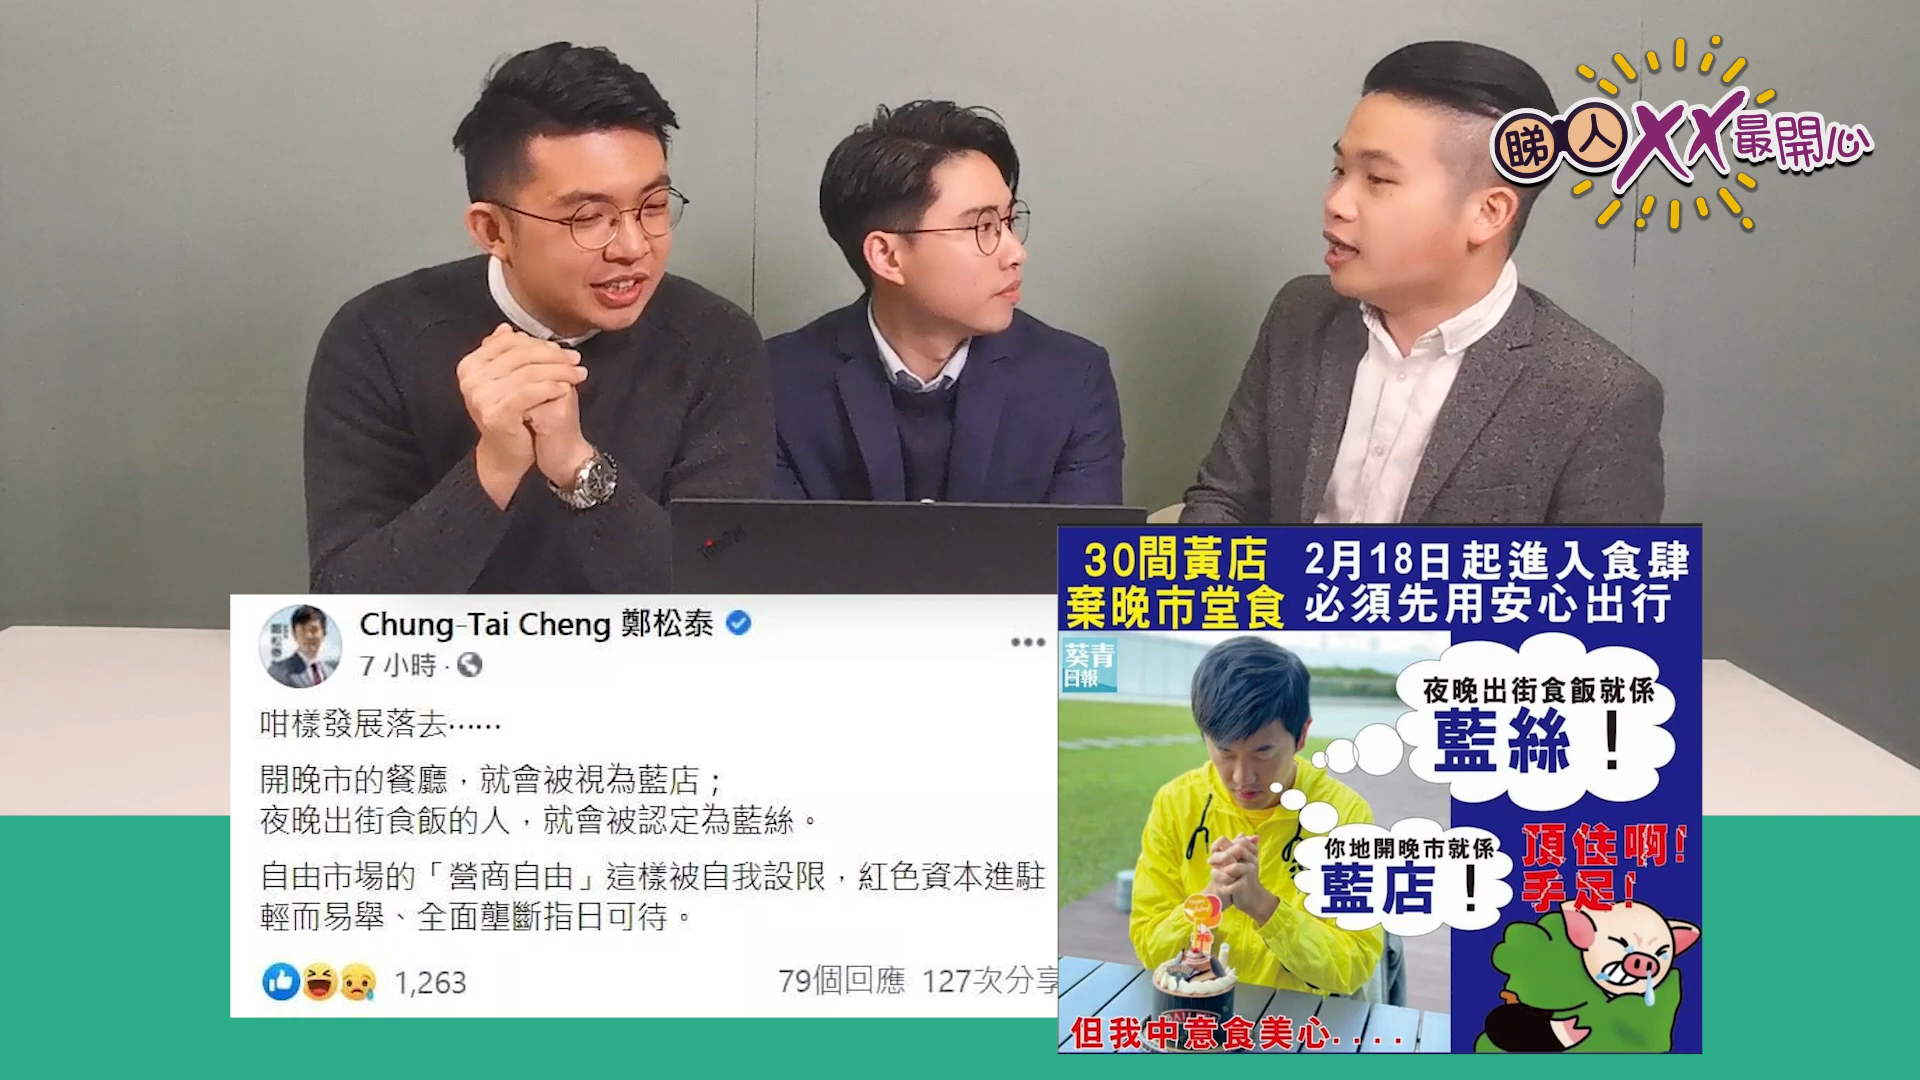 睇人XX最開心
ThinkPad
Chung-Tai Cheng 鄭松泰
7 小時
咁樣發展落去⋯⋯
開晚市的餐廳，就會被視為藍店；
夜晚出街食飯的人，就會被認定為藍絲。
自由市場的「營商自由」這樣被自我設限，紅色資本進駐
輕而易舉、全面壟斷指日可待。
1,263
79個回應 127次分享
30間黃店
棄晚市堂食
2月18日起進入食肆
必須先用安心出行
葵青
日報
夜晚出街食飯就係
藍絲！
你地開晚市就係
藍店！
頂住啊!
手足!
但我中意食美心....